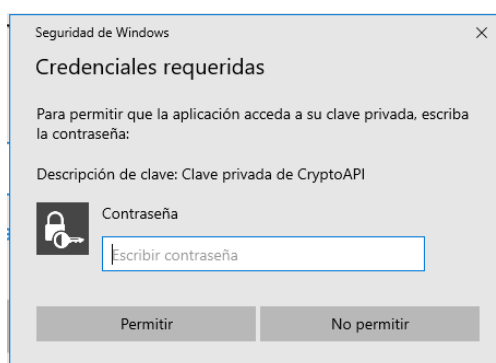 Seguridad de Windows
Credenciales requeridas
Para permitir que la aplicación acceda a su clave privada, escriba
la contraseña:
Descripción de clave: Clave privada de CryptoAPI
Contraseña
Escribir contraseña
Permitir
No permitir